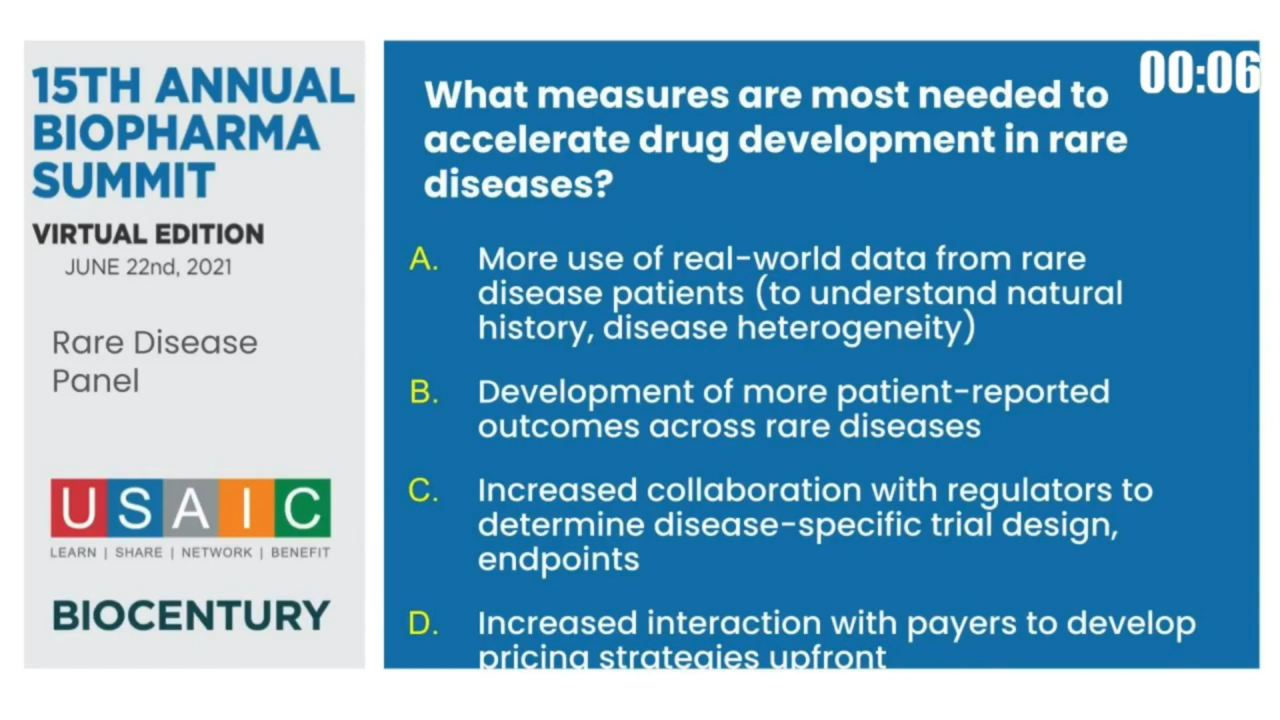 15TH ANNUAL
BIOPHARMA
SUMMIT
VIRTUAL EDITION
JUNE 22nd, 2021
Rare Disease
Panel
USAIC
LEARN | SHARE | NETWORK | BENEFIT
BIOCENTURY
00:06
What measures are most needed to
accelerate drug development in rare
diseases?
A. More use of real-world data from rare
disease patients (to understand natural
history, disease heterogeneity)
B. Development of more patient-reported
outcomes across rare diseases
C. Increased collaboration with regulators to
determine disease-specific trial design,
endpoints
D. Increased interaction with payers to develop
pricing strategies upfront